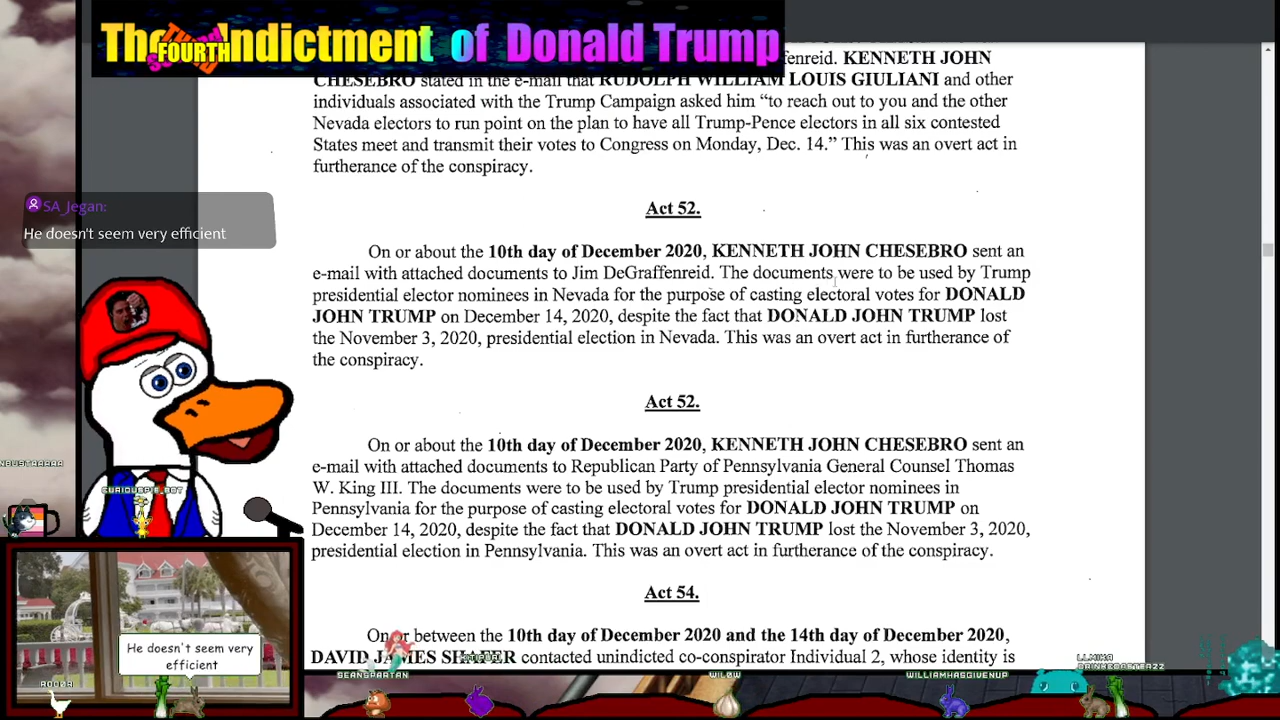 The FOURTH Indictment of Donald Trump
enreid. KENNETH JOHN
CHESEBRO stated in the e-mail that RUDOLPH WILLIAM LOUIS GIULIANI and other
individuals associated with the Trump Campaign asked him “to reach out to you and the other
Nevada electors to run point on the plan to have all Trump-Pence electors in all six contested
States meet and transmit their votes to Congress on Monday, Dec. 14.” This was an overt act in
furtherance of the conspiracy.
SA_Jegan:
He doesn't seem very efficient
Act 52.
On or about the 10th day of December 2020, KENNETH JOHN CHESEBRO sent an
e-mail with attached documents to Jim DeGraffenreid. The documents were to be used by Trump
presidential elector nominees in Nevada for the purpose of casting electoral votes for DONALD
JOHN TRUMP on December 14, 2020, despite the fact that DONALD JOHN TRUMP lost
the November 3, 2020, presidential election in Nevada. This was an overt act in furtherance of
the conspiracy.
Act 52.
On or about the 10th day of December 2020, KENNETH JOHN CHESEBRO sent an
e-mail with attached documents to Republican Party of Pennsylvania General Counsel Thomas
W. King III. The documents were to be used by Trump presidential elector nominees in
Pennsylvania for the purpose of casting electoral votes for DONALD JOHN TRUMP on
December 14, 2020, despite the fact that DONALD JOHN TRUMP lost the November 3, 2020,
presidential election in Pennsylvania. This was an overt act in furtherance of the conspiracy.
Act 54.
On or between the 10th day of December 2020 and the 14th day of December 2020,
DAVID JAMES SHAFER contacted unindicted co-conspirator Individual 2, whose identity is
He doesn't seem very
efficient
SEANSPARTAN
WILLIAMHASGIVENUP